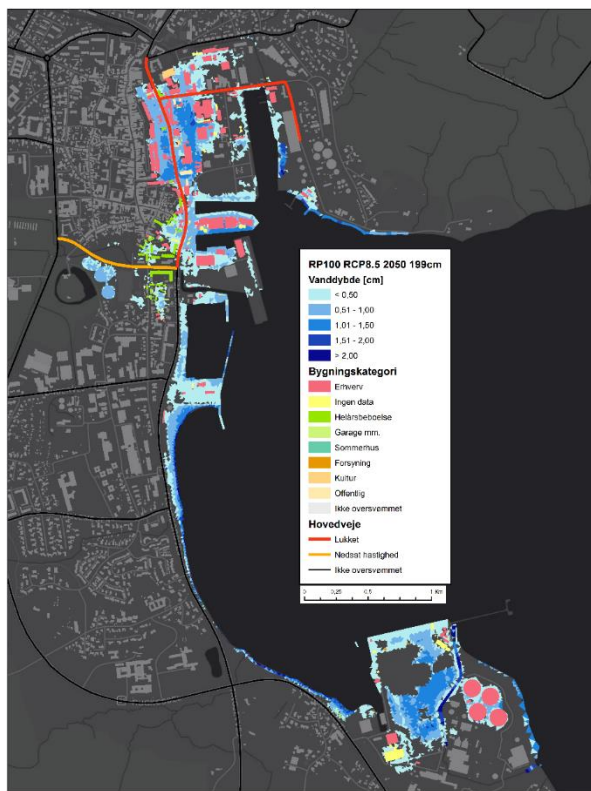 RP100 RCP8.5 2050 199cm
Vanddybde [cm]
< 0,50
0,51 - 1,00
1,01 - 1,50
1,51 - 2,00
> 2,00
Bygningskategori
Erhverv
Ingen data
Helårsbeboelse
Garage mm.
Sommerhus
Forsyning
Kultur
Offentlig
Ikke oversvømmet
Hovedveje
Lukket
Nedsat hastighed
Ikke oversvømmet
0 0,25 0,5 1 Km